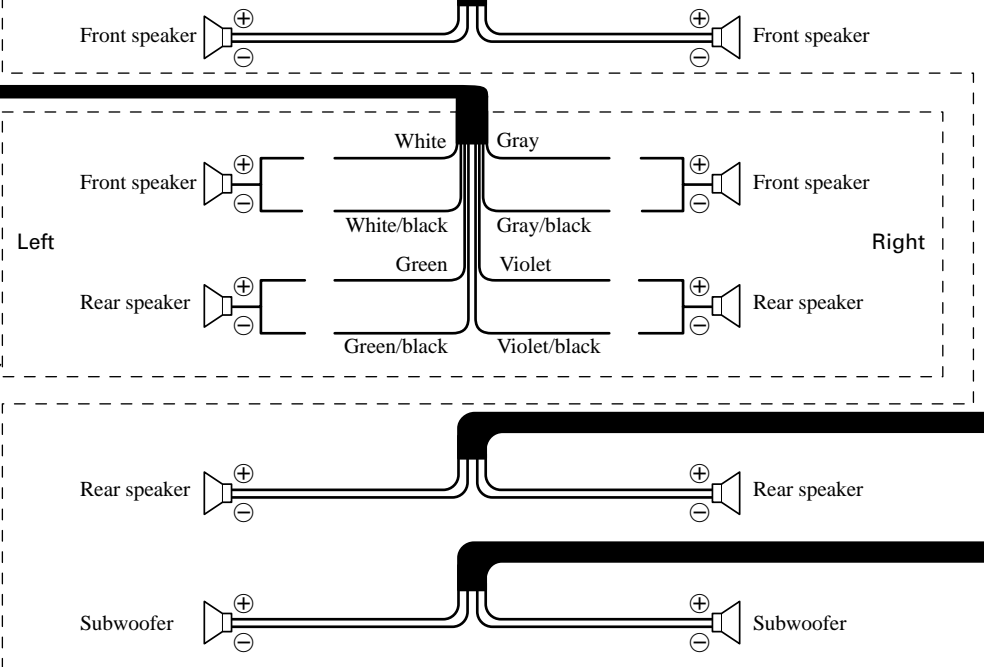 ⊕ ⊕
Front speaker Front speaker
⊖ ⊖
White Gray
⊕ ⊕
Front speaker Front speaker
⊖ ⊖
White/black Gray/black
Left Right
Green Violet
⊕ ⊕
Rear speaker Rear speaker
⊖ ⊖
Green/black Violet/black
⊕ ⊕
Rear speaker Rear speaker
⊖ ⊖
⊕ ⊕
Subwoofer Subwoofer
⊖ ⊖